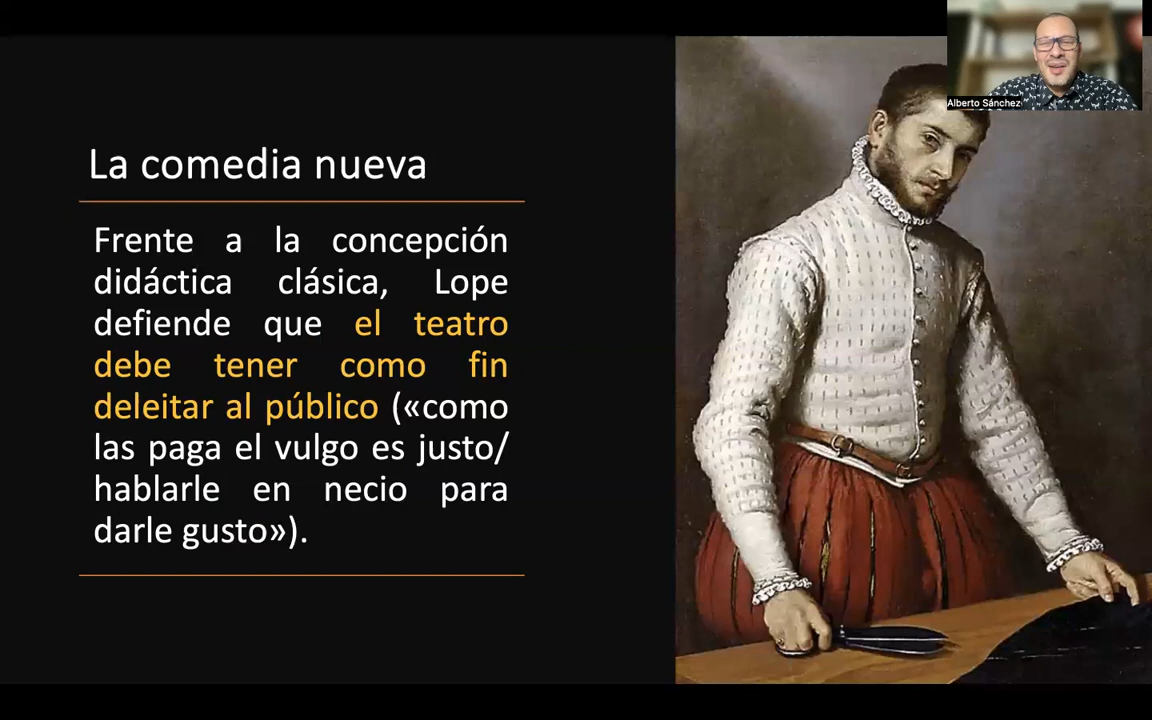 La comedia nueva
Frente a la concepción
didáctica clásica, Lope
defiende que el teatro
debe tener como fin
deleitar al público («como
las paga el vulgo es justo/
hablarle en necio para
darle gusto»).
Alberto Sánchez